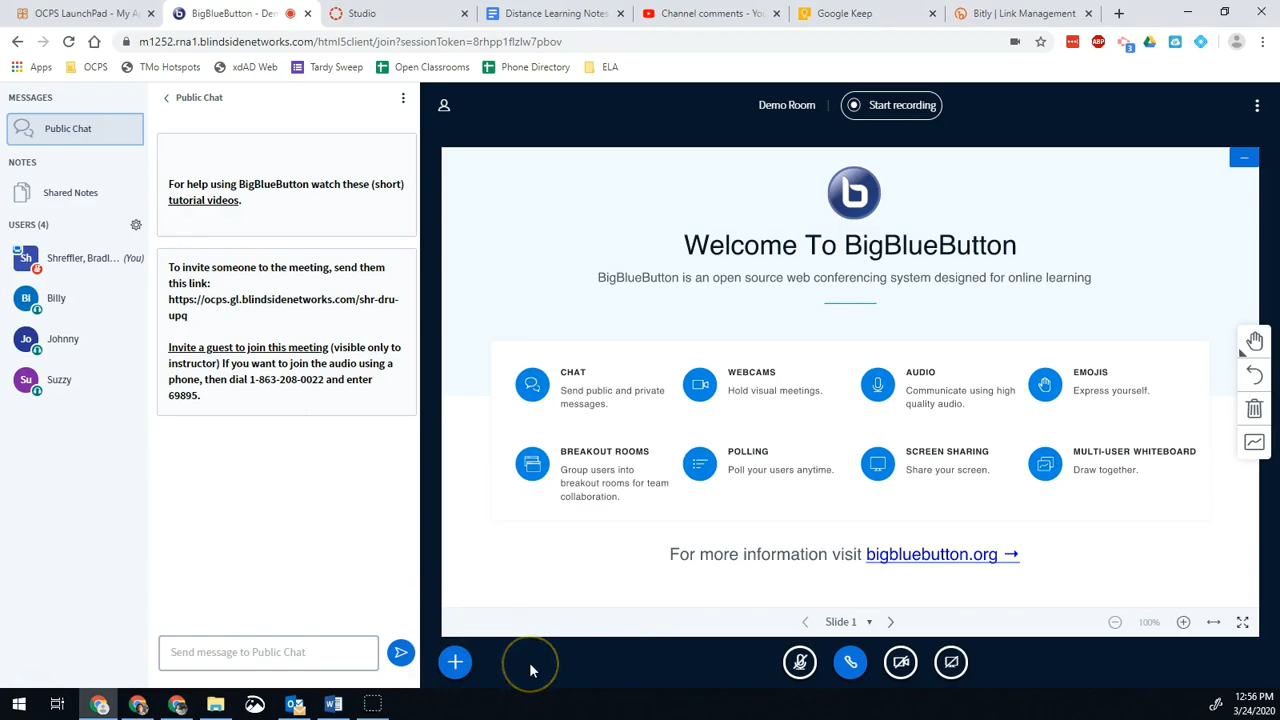 OCPS LaunchPad - My A
BigBlueButton - Dem
Studio
Distance Learning Notes
Channel comments - You
Google Keep
Bitly | Link Management
m1252.rna1.blindsidenetworks.com/html5client/join?sessionToken=8rhpp1flzlw7pbov
3
Apps
OCPS
TMo Hotspots
xdAD Web
Tardy Sweep
Open Classrooms
Phone Directory
ELA
MESSAGES
Public Chat
NOTES
Shared Notes
USERS (4)
Sh
Shreffler, Bradl... (You)
Bl
Billy
Jo
Johnny
Su
Suzzy
Public Chat
For help using BigBlueButton watch these (short)
tutorial videos.
To invite someone to the meeting, send them
this link:
https://ocps.gl.blindsidenetworks.com/shr-dru-
upq
Invite a guest to join this meeting (visible only to
instructor) If you want to join the audio using a
phone, then dial 1-863-208-0022 and enter
69895.
Send message to Public Chat
Demo Room
Start recording
b
Welcome To BigBlueButton
BigBlueButton is an open source web conferencing system designed for online learning
CHAT
Send public and private
messages.
WEBCAMS
Hold visual meetings.
AUDIO
Communicate using high
quality audio.
EMOJIS
Express yourself.
BREAKOUT ROOMS
Group users into
breakout rooms for team
collaboration.
POLLING
Poll your users anytime.
SCREEN SHARING
Share your screen.
MULTI-USER WHITEBOARD
Draw together.
For more information visit bigbluebutton.org →
Slide 1
100%
12:56 PM
3/24/2020